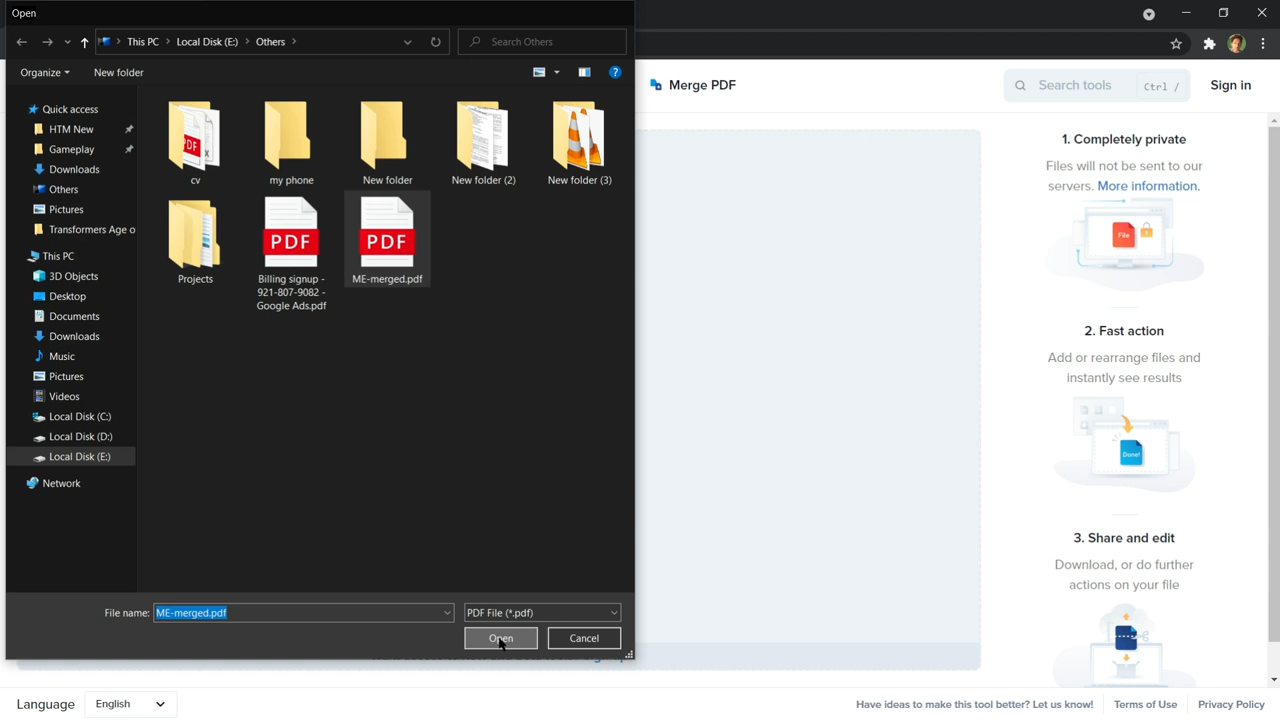 Open
This PC
Local Disk (E:)
Others
Search Others
Organize
New folder
Merge PDF
Search tools
Ctrl /
Sign in
Quick access
HTM New
Gameplay
Downloads
Others
Pictures
Transformers Age o
This PC
3D Objects
Desktop
Documents
Downloads
Music
Pictures
Videos
Local Disk (C:)
Local Disk (D:)
Local Disk (E:)
Network
PDF
cv
my phone
New folder
New folder (2)
New folder (3)
Projects
PDF
Billing signup -
921-807-9082 -
Google Ads.pdf
PDF
ME-merged.pdf
File name:
ME-merged.pdf
PDF File (*.pdf)
Open
Cancel
1. Completely private
Files will not be sent to our
servers. More information.
File
2. Fast action
Add or rearrange files and
instantly see results
Done!
3. Share and edit
Download, or do further
actions on your file
Language
English
Have ideas to make this tool better? Let us know!
Terms of Use
Privacy Policy